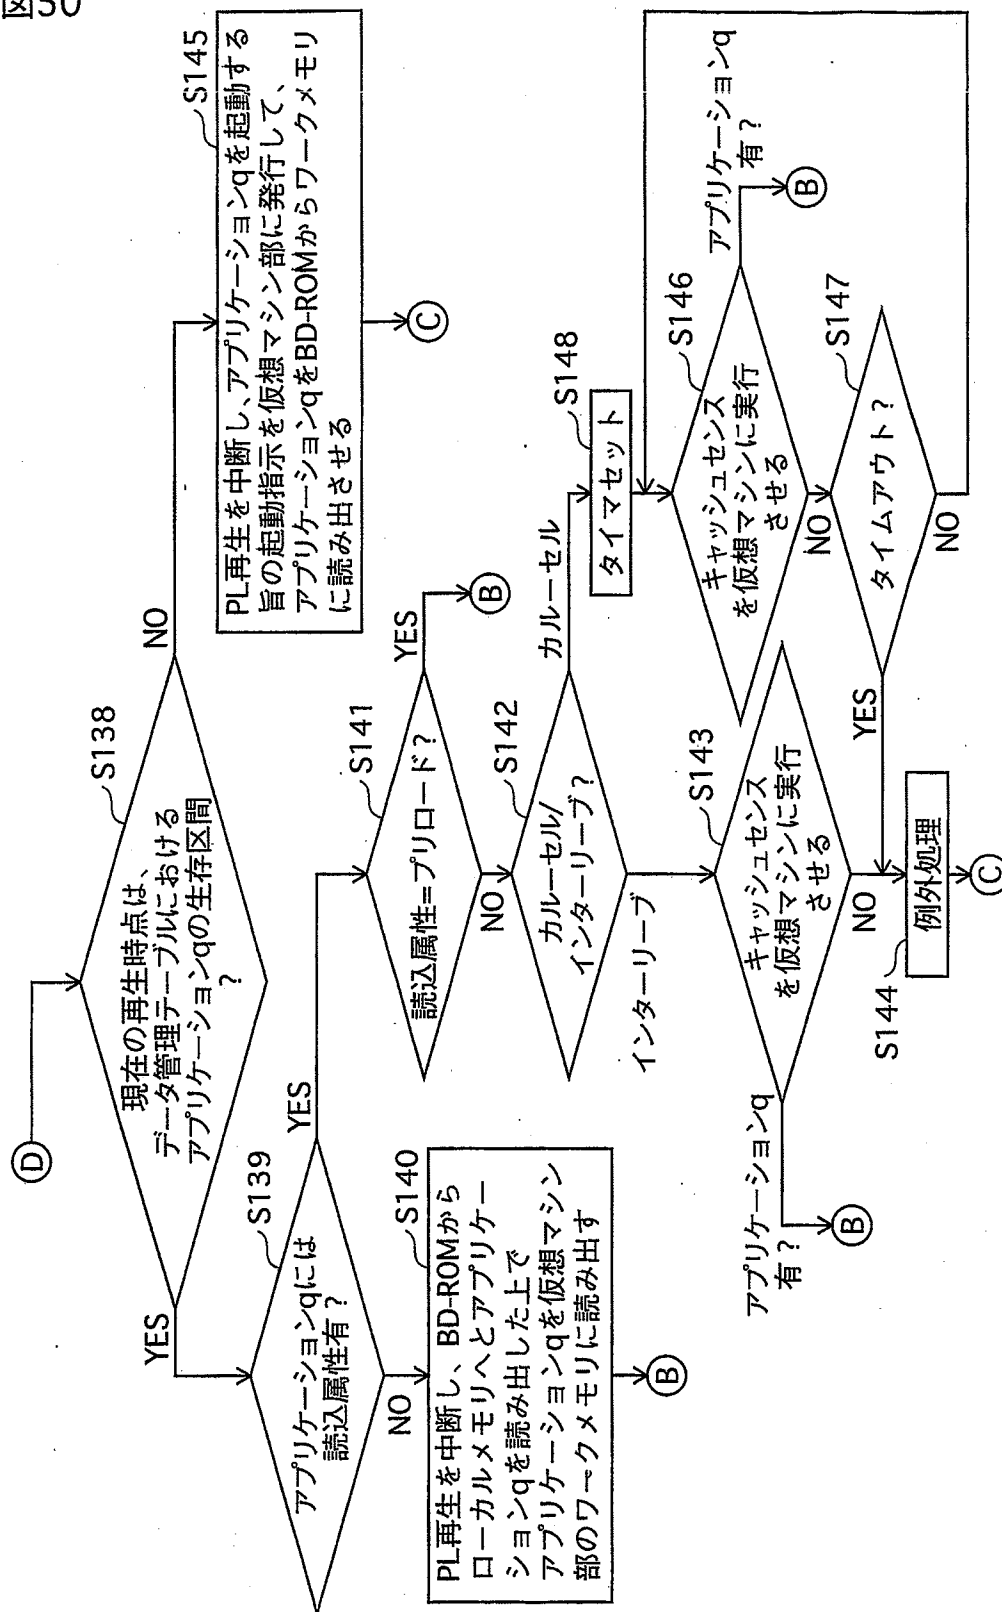 図50
D
現在の再生時点は、
データ管理テーブルにおける
アプリケーションqの生存区間
?
S138
YES
NO
PL再生を中断し、アプリケーションqを起動する
旨の起動指示を仮想マシン部に発行して、
アプリケーションqをBD-ROMからワークメモリ
に読み出させる
S145
C
アプリケーションqには
読込属性有?
S139
YES
NO
PL再生を中断し、BD-ROMから
ローカルメモリへとアプリケー
ションqを読み出した上で
アプリケーションqを仮想マシン
部のワークメモリに読み出す
S140
B
読込属性=プリロード?
S141
YES
B
NO
カルーセル/
インターリーブ?
S142
カルーセル
インターリーブ
タイマセット
S148
キャッシュセンス
を仮想マシンに実行
させる
S143
アプリケーションq
有?
B
NO
キャッシュセンス
を仮想マシンに実行
させる
S146
アプリケーションq
有?
B
NO
タイムアウト?
S147
YES
NO
例外処理
S144
C